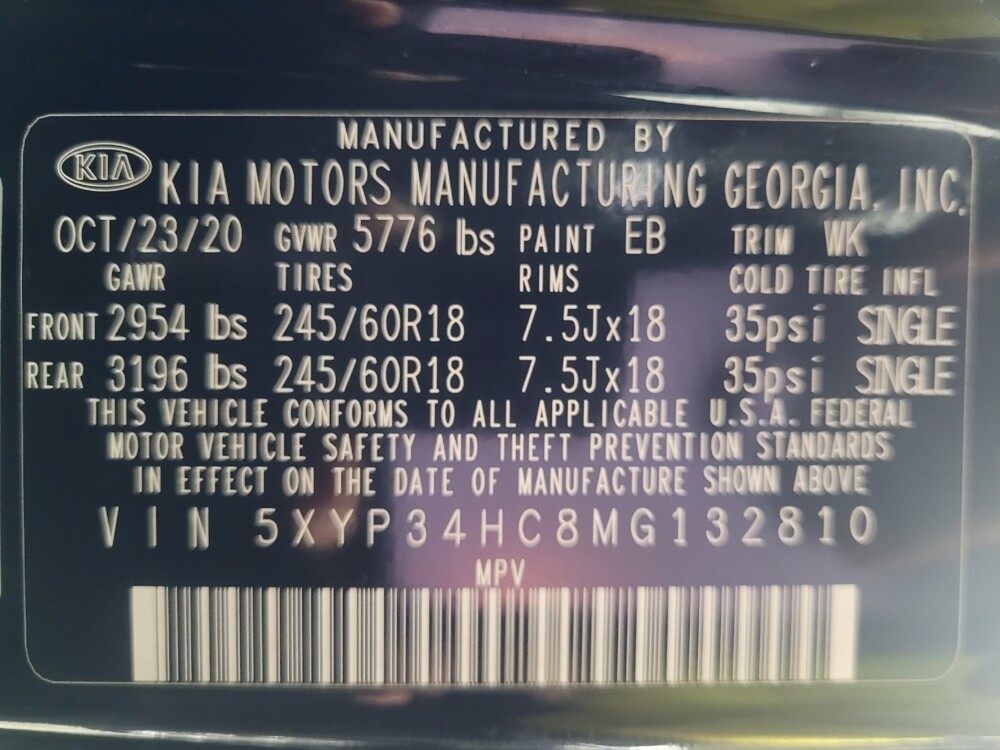 MANUFACTURED BY
KIA KIA MOTORS MANUFACTURING GEORGIA, INC.
OCT/23/20 GVWR 5776 lbs PAINT EB TRIM WK
GAWR TIRES RIMS COLD TIRE INFL
FRONT 2954 lbs 245/60R18 7.5Jx18 35psi SINGLE
REAR 3196 lbs 245/60R18 7.5Jx18 35psi SINGLE
THIS VEHICLE CONFORMS TO ALL APPLICABLE U.S.A. FEDERAL
MOTOR VEHICLE SAFETY AND THEFT PREVENTION STANDARDS
IN EFFECT ON THE DATE OF MANUFACTURE SHOWN ABOVE
VIN 5XYP34HC8MG132810
MPV